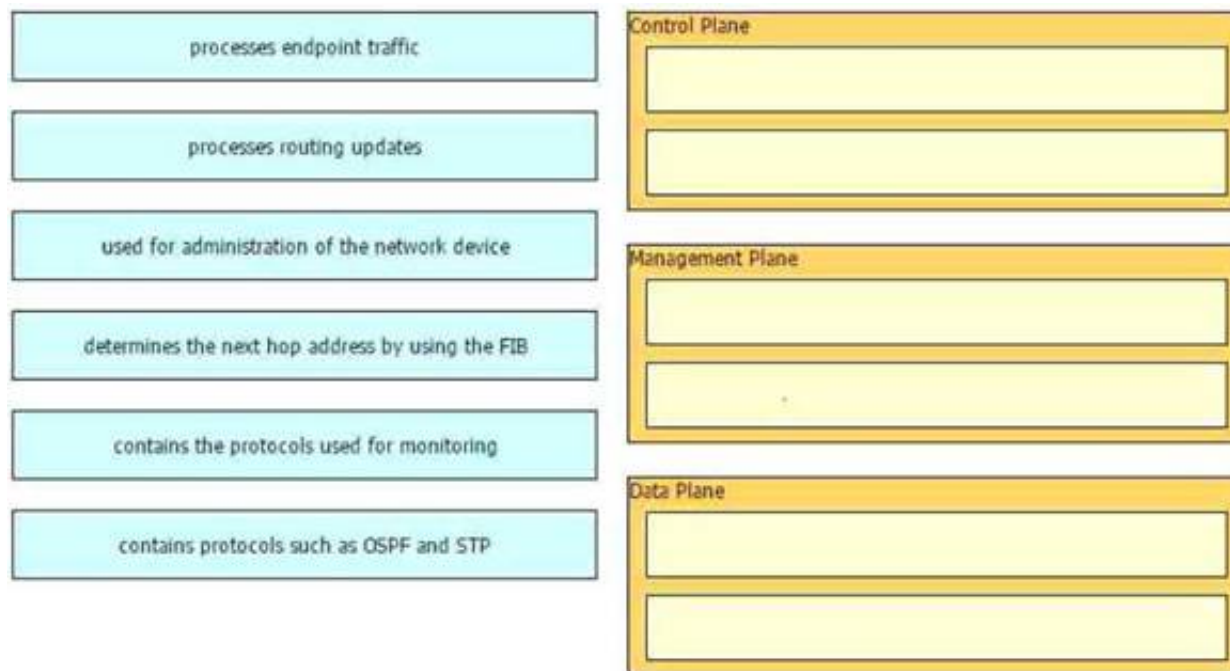 processes endpoint traffic
processes routing updates
used for administration of the network device
determines the next hop address by using the FIB
contains the protocols used for monitoring
contains protocols such as OSPF and STP
Control Plane
Management Plane
Data Plane